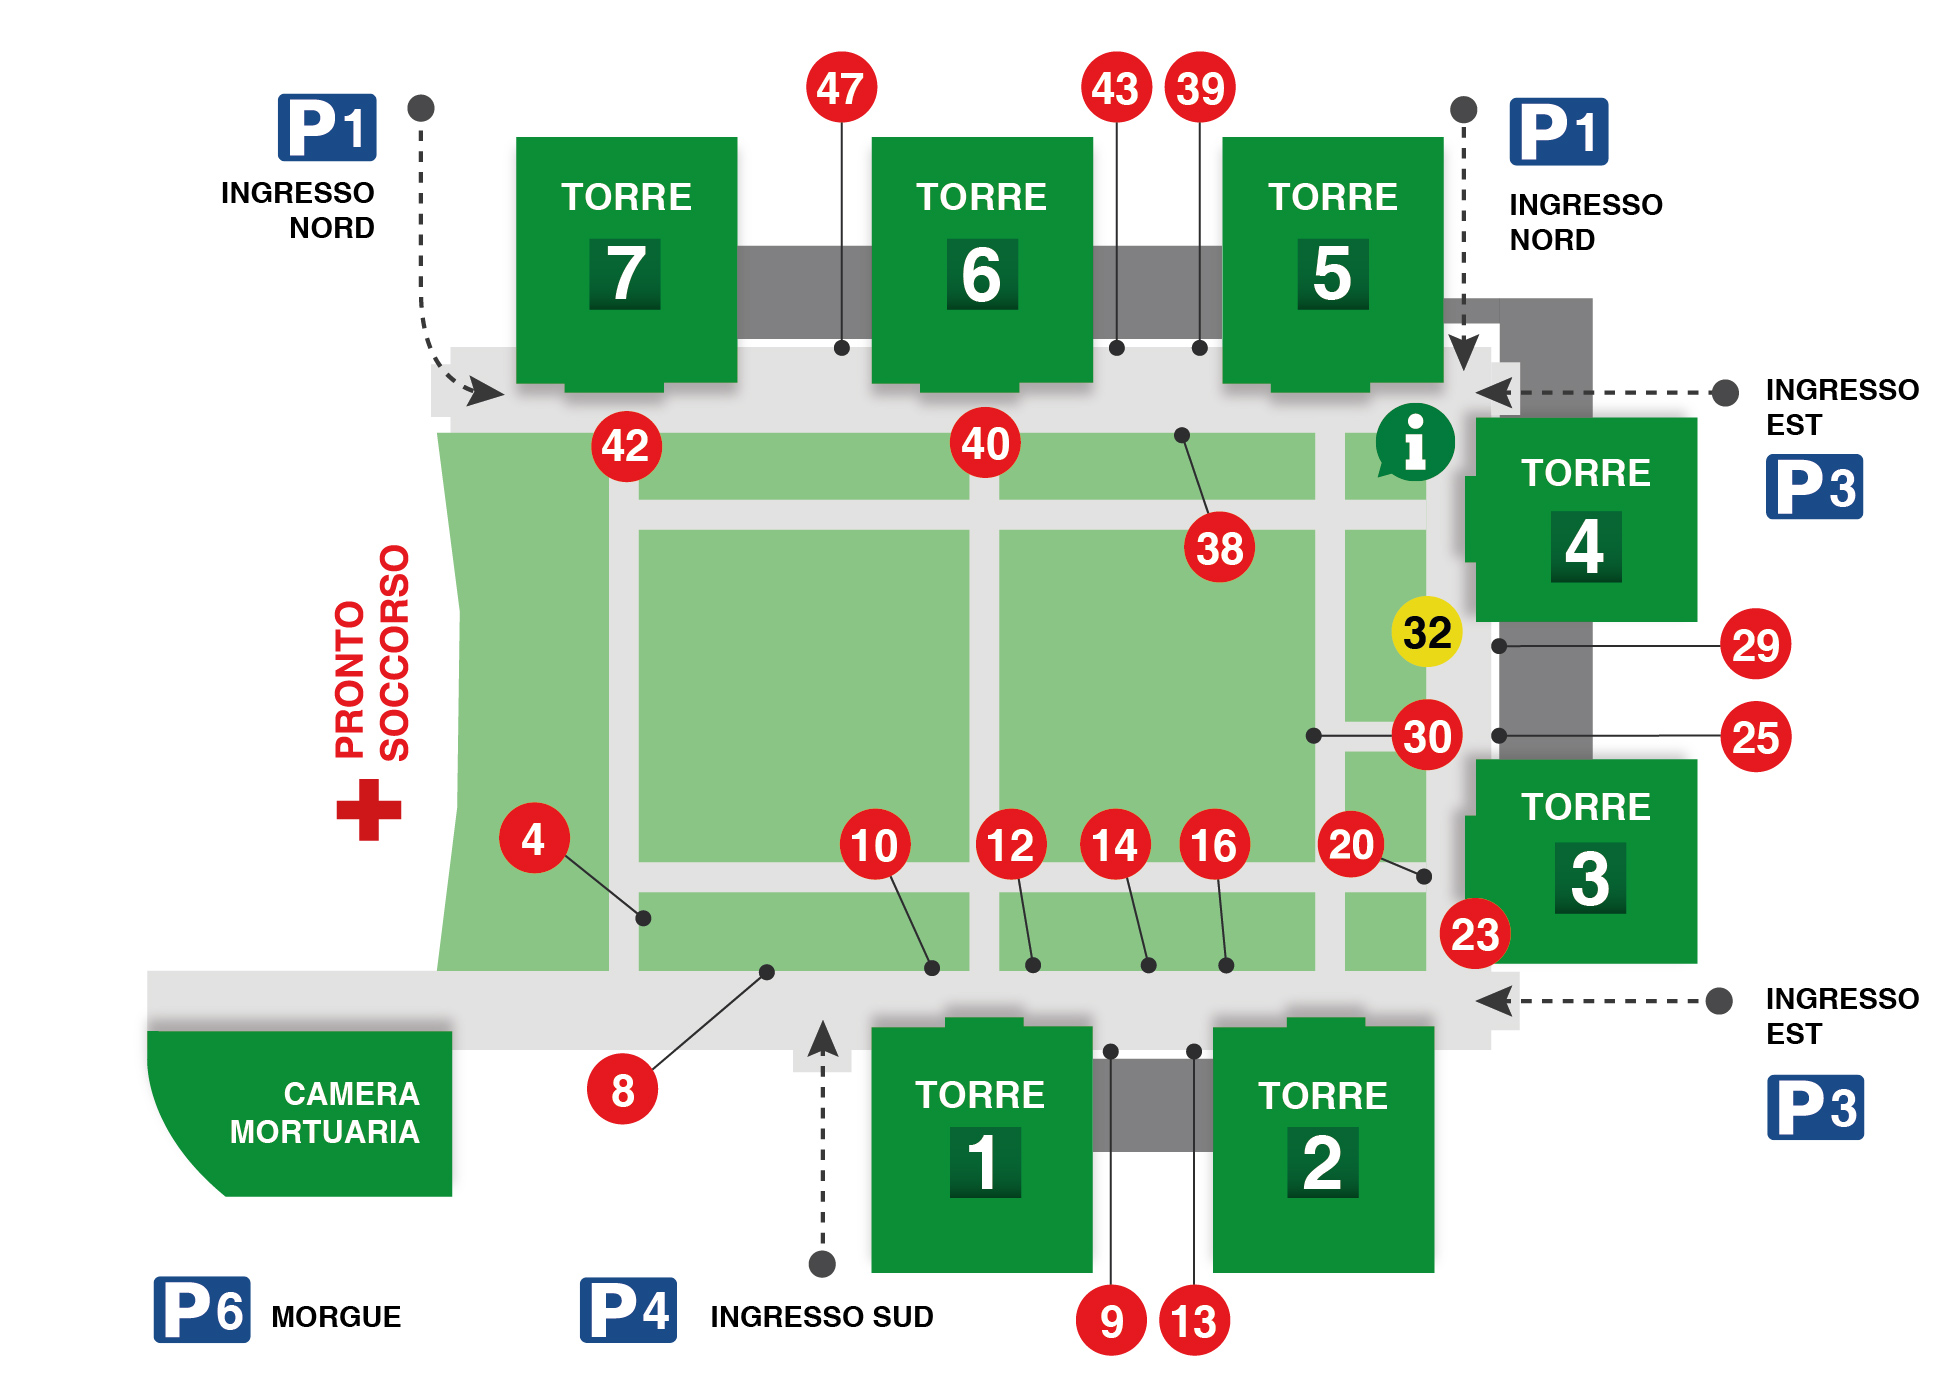 47
43
39
P1
INGRESSO
NORD
P1
INGRESSO
NORD
TORRE
7
TORRE
6
TORRE
5
INGRESSO
EST
P3
42
40
i
38
TORRE
4
PRONTO
SOCCORSO
32
29
30
25
4
10
12
14
16
20
TORRE
3
23
INGRESSO
EST
P3
8
CAMERA
MORTUARIA
TORRE
1
TORRE
2
P6 MORGUE
P4 INGRESSO SUD
9
13